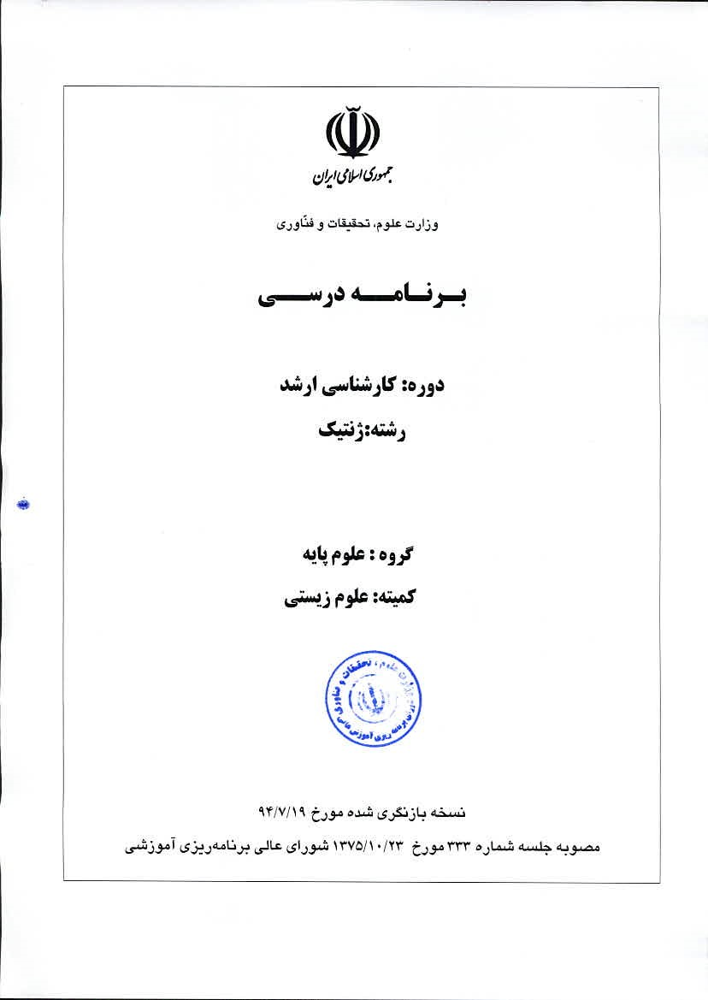 جمهوری اسلامی ایران
وزارت علوم، تحقیقات و فنّاوری
بـرنـامـــه درســـی
دوره: کارشناسی ارشد
رشته:ژنتیک
گروه : علوم پایه
کمیته: علوم زیستی
وزارت علوم، تحقیقات و فناوری
برنامه ریزی آموزش عالی
نسخه بازنگری شده مورخ ۹۴/۷/۱۹
مصوبه جلسه شماره ۳۳۳ مورخ ۱۳۷۵/۱۰/۲۳ شورای عالی برنامه‌ریزی آموزشی